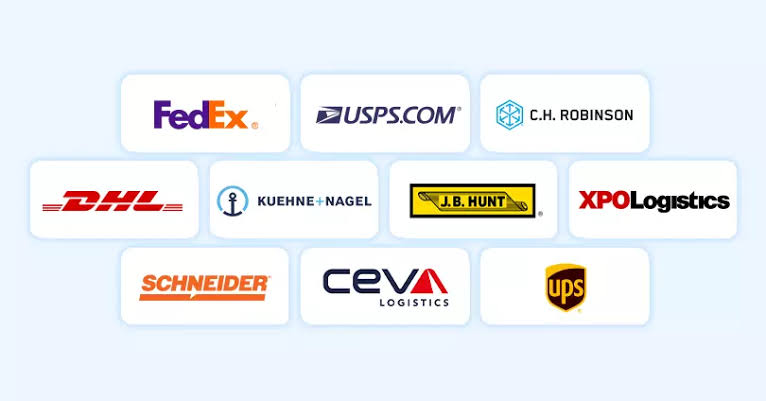 FedEx®
USPS.COM®
C.H. ROBINSON
DHL
KUEHNE+NAGEL
J.B. HUNT®
XPOLogistics
SCHNEIDER®
CEVA
LOGISTICS
ups